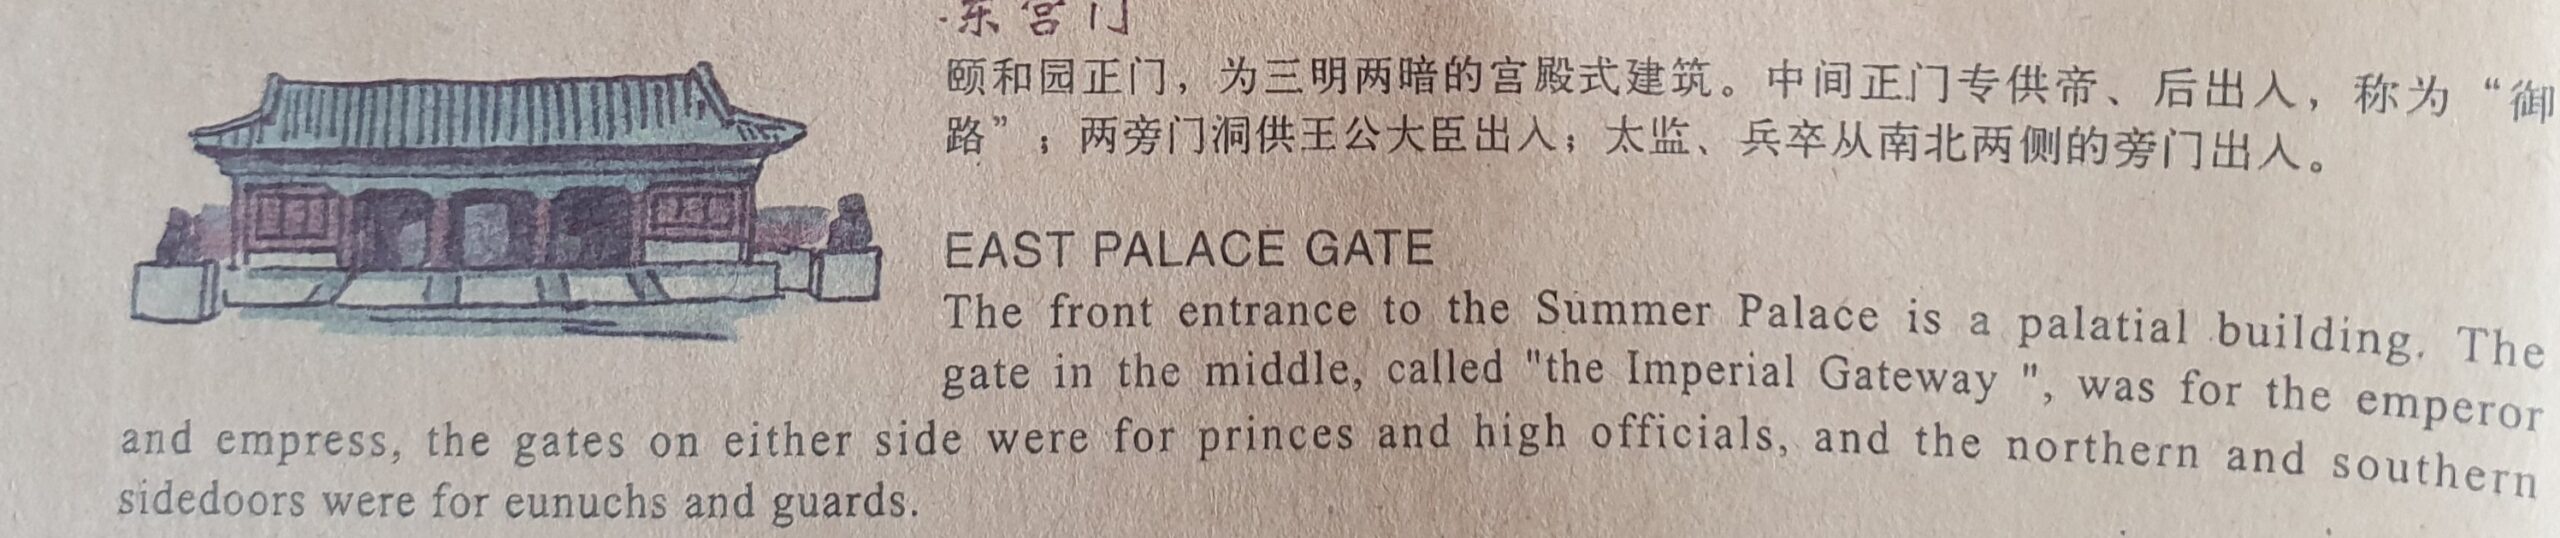 ·东宫门
颐和园正门，为三明两暗的宫殿式建筑。中间正门专供帝、后出入，称为“御
路”；两旁门洞供王公大臣出入；太监、兵卒从南北两侧的旁门出入。
EAST PALACE GATE
The front entrance to the Summer Palace is a palatial building. The
gate in the middle, called "the Imperial Gateway ", was for the emperor
and empress, the gates on either side were for princes and high officials, and the northern and southern
sidedoors were for eunuchs and guards.